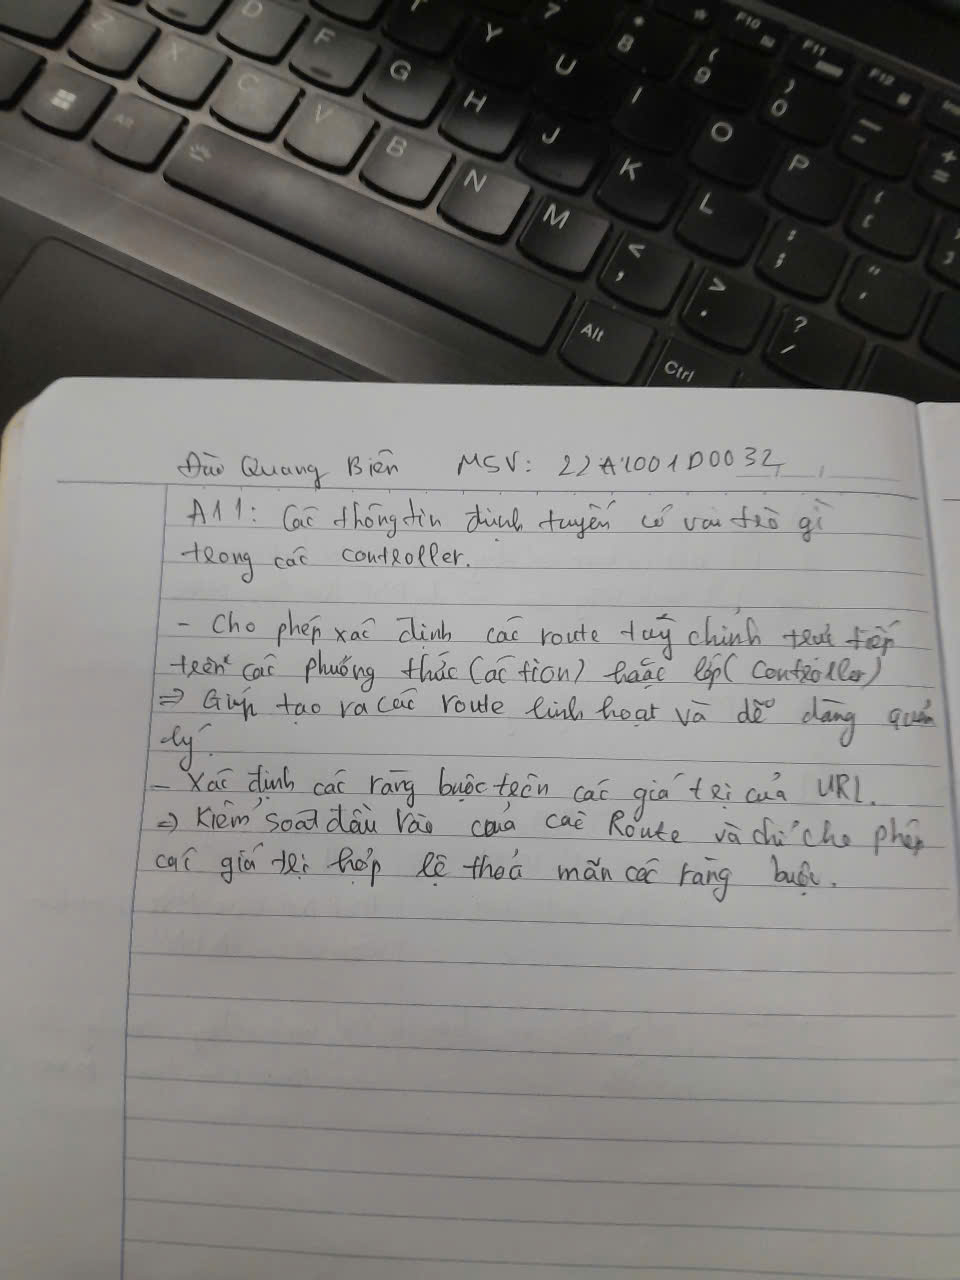 Z
D
F
T
7
*
8
(
9
F10
F11
F12
X
G
Y
U
)
0
C
H
I
O
_
-
+
=
Alt
V
B
J
K
P
{
[
N
M
L
:
;
"
'
<
,
>
.
?
/
Alt
Ctrl
Đào Quang Biên MSV: 22A1001D0032
A11: Các thông tin định tuyến có vai trò gì
trong các controller.
- Cho phép xác định các route tuỳ chỉnh trực tiếp
trên các phương thức (action) hoặc lớp (Controller)
=> Giúp tạo ra các route linh hoạt và dễ dàng quản
lý.
- Xác định các ràng buộc trên các giá trị của URL.
=> Kiểm soát đầu vào của các Route và chỉ cho phép
các giá trị hợp lệ thoả mãn các ràng buộc.